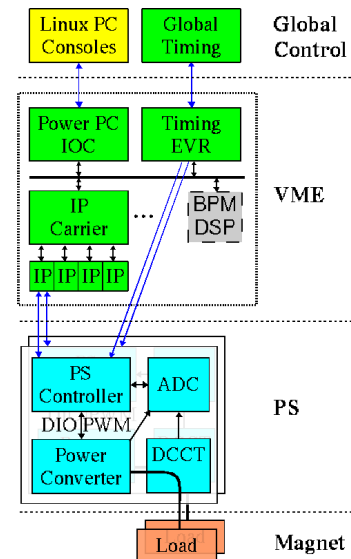 Linux PC
Consoles
Global
Timing
Global
Control
Power PC
IOC
Timing
EVR
VME
IP
Carrier
...
BPM
DSP
IP IP IP IP
PS
Controller
ADC
PS
DIO PWM
Power
Converter
DCCT
Load
Magnet